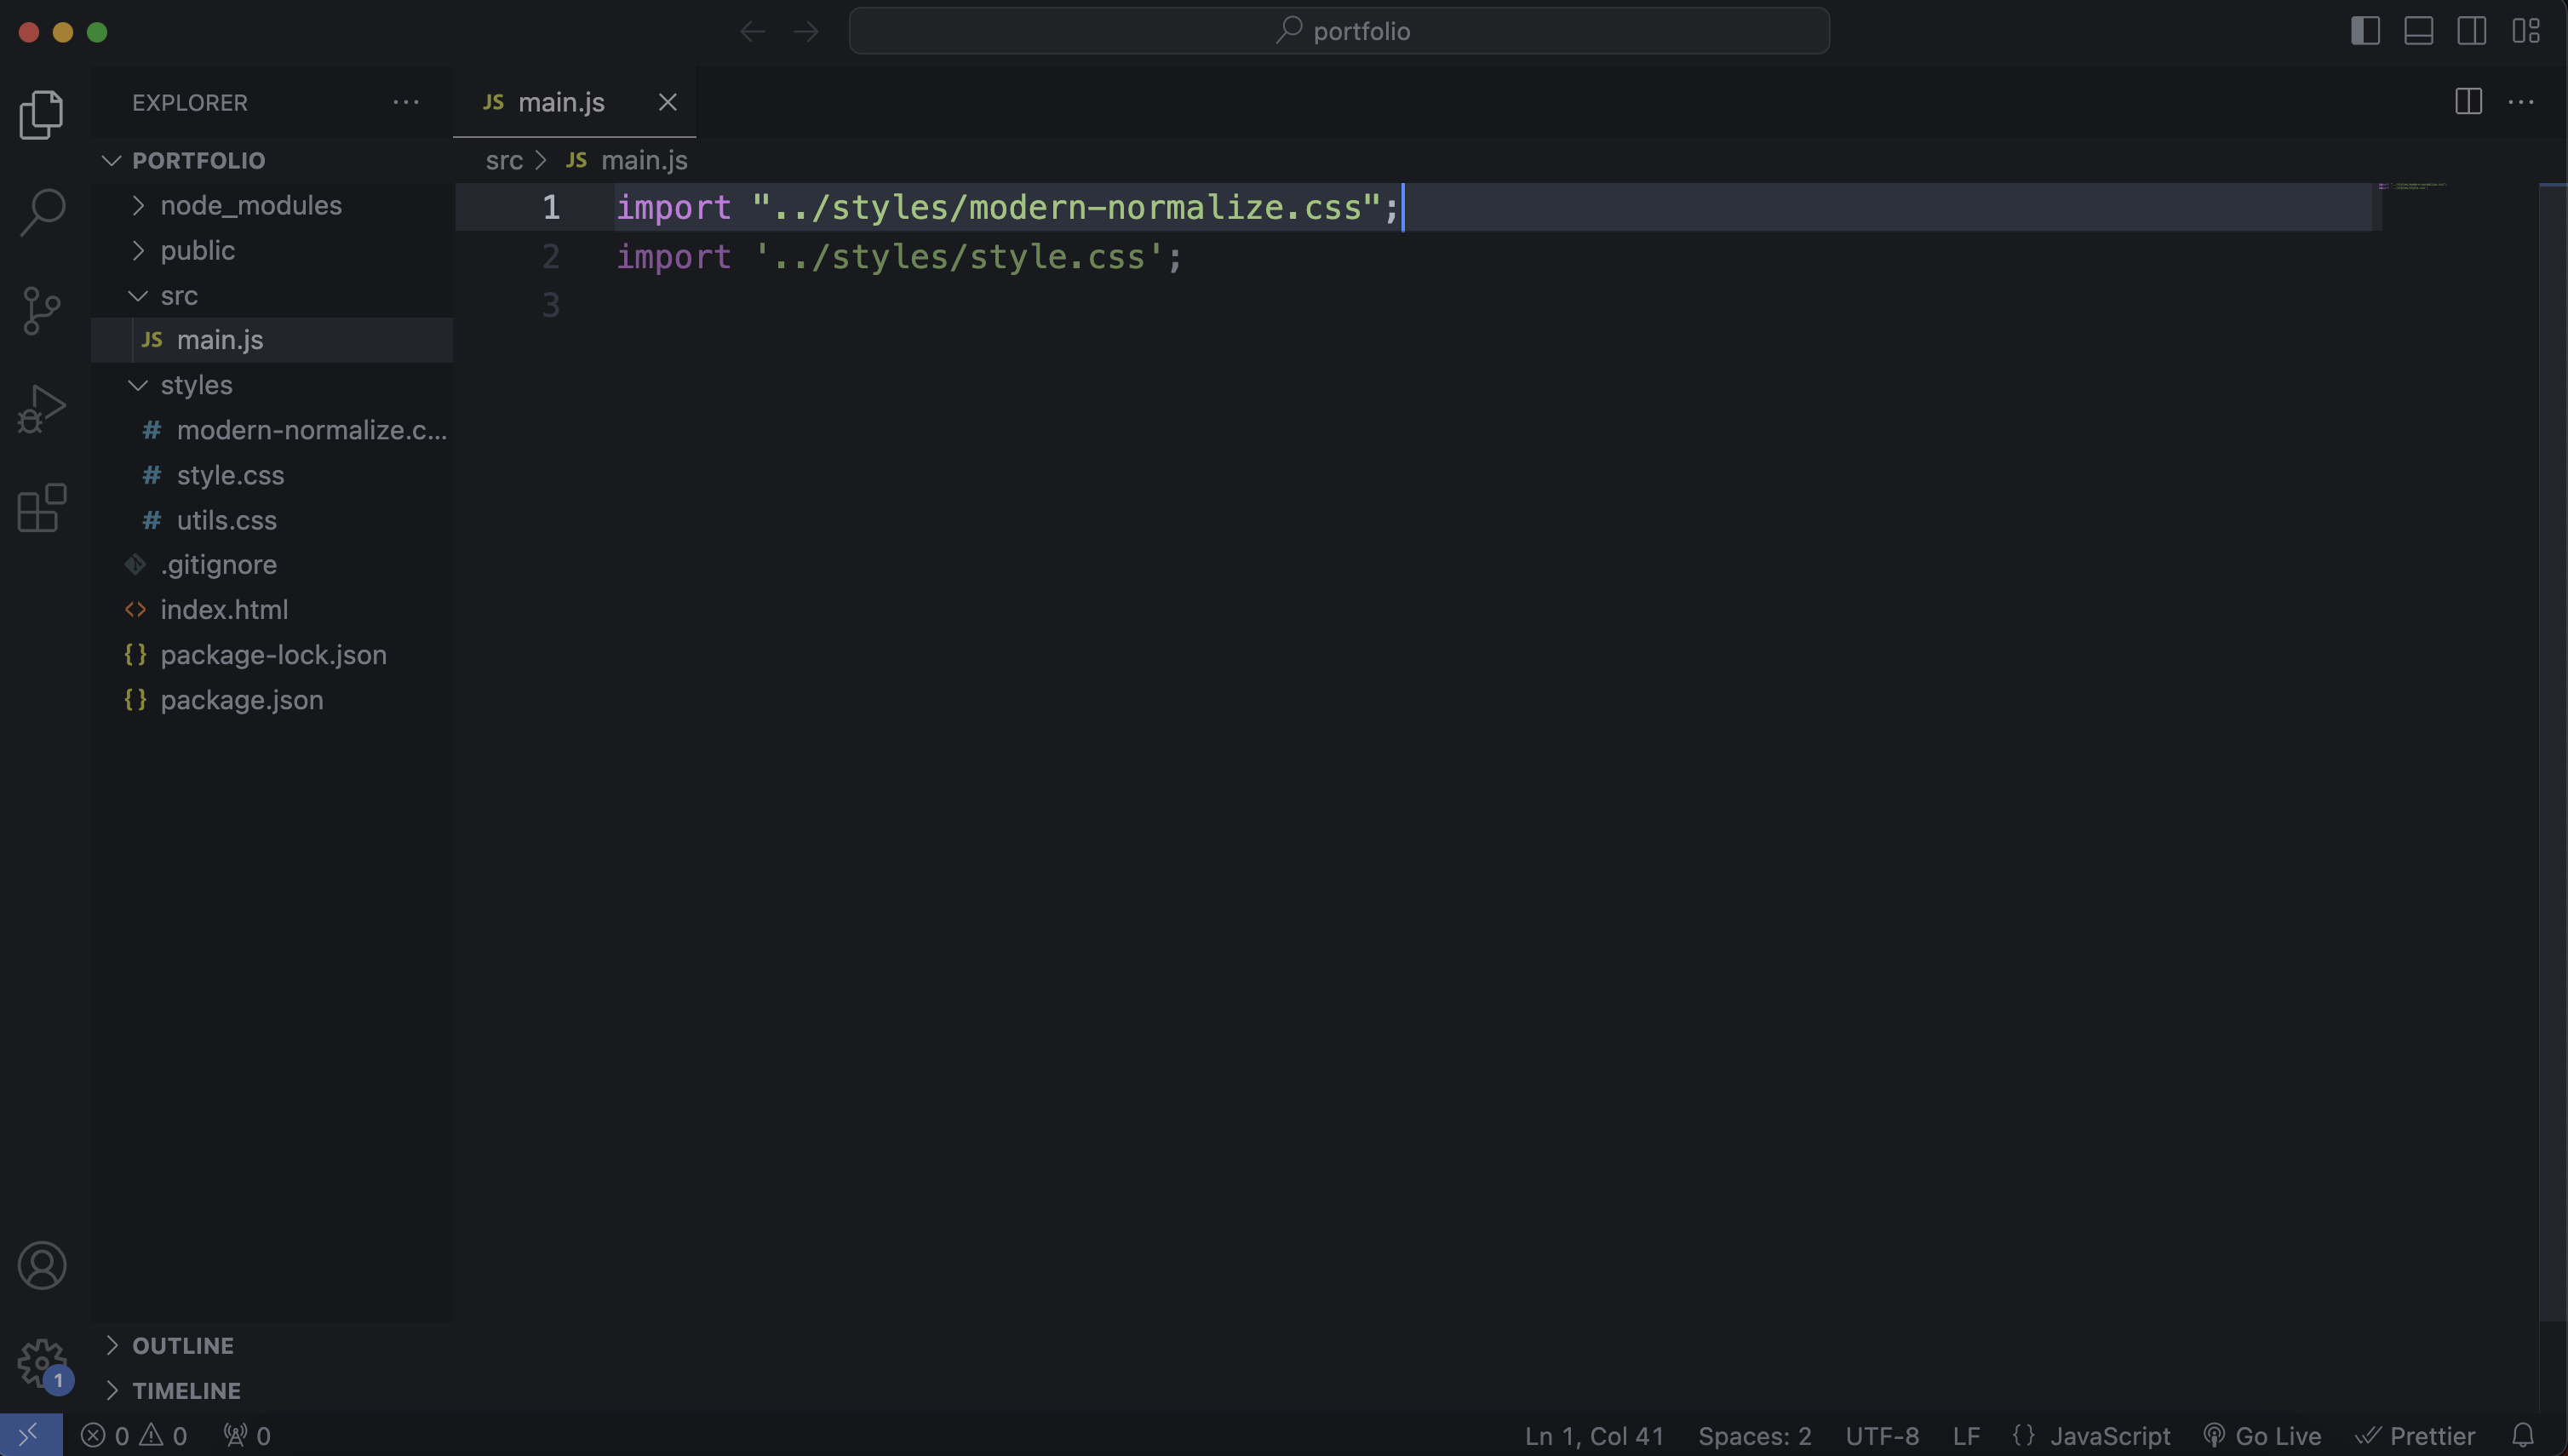 portfolio
EXPLORER
JS main.js
PORTFOLIO
src > JS main.js
node_modules
public
src
JS main.js
styles
# modern-normalize.c...
# style.css
# utils.css
.gitignore
<> index.html
{} package-lock.json
{} package.json
1 import "../styles/modern-normalize.css";
2 import '../styles/style.css';
3
OUTLINE
TIMELINE
1
0 0 0 Ln 1, Col 41 Spaces: 2 UTF-8 LF {} JavaScript Go Live Prettier